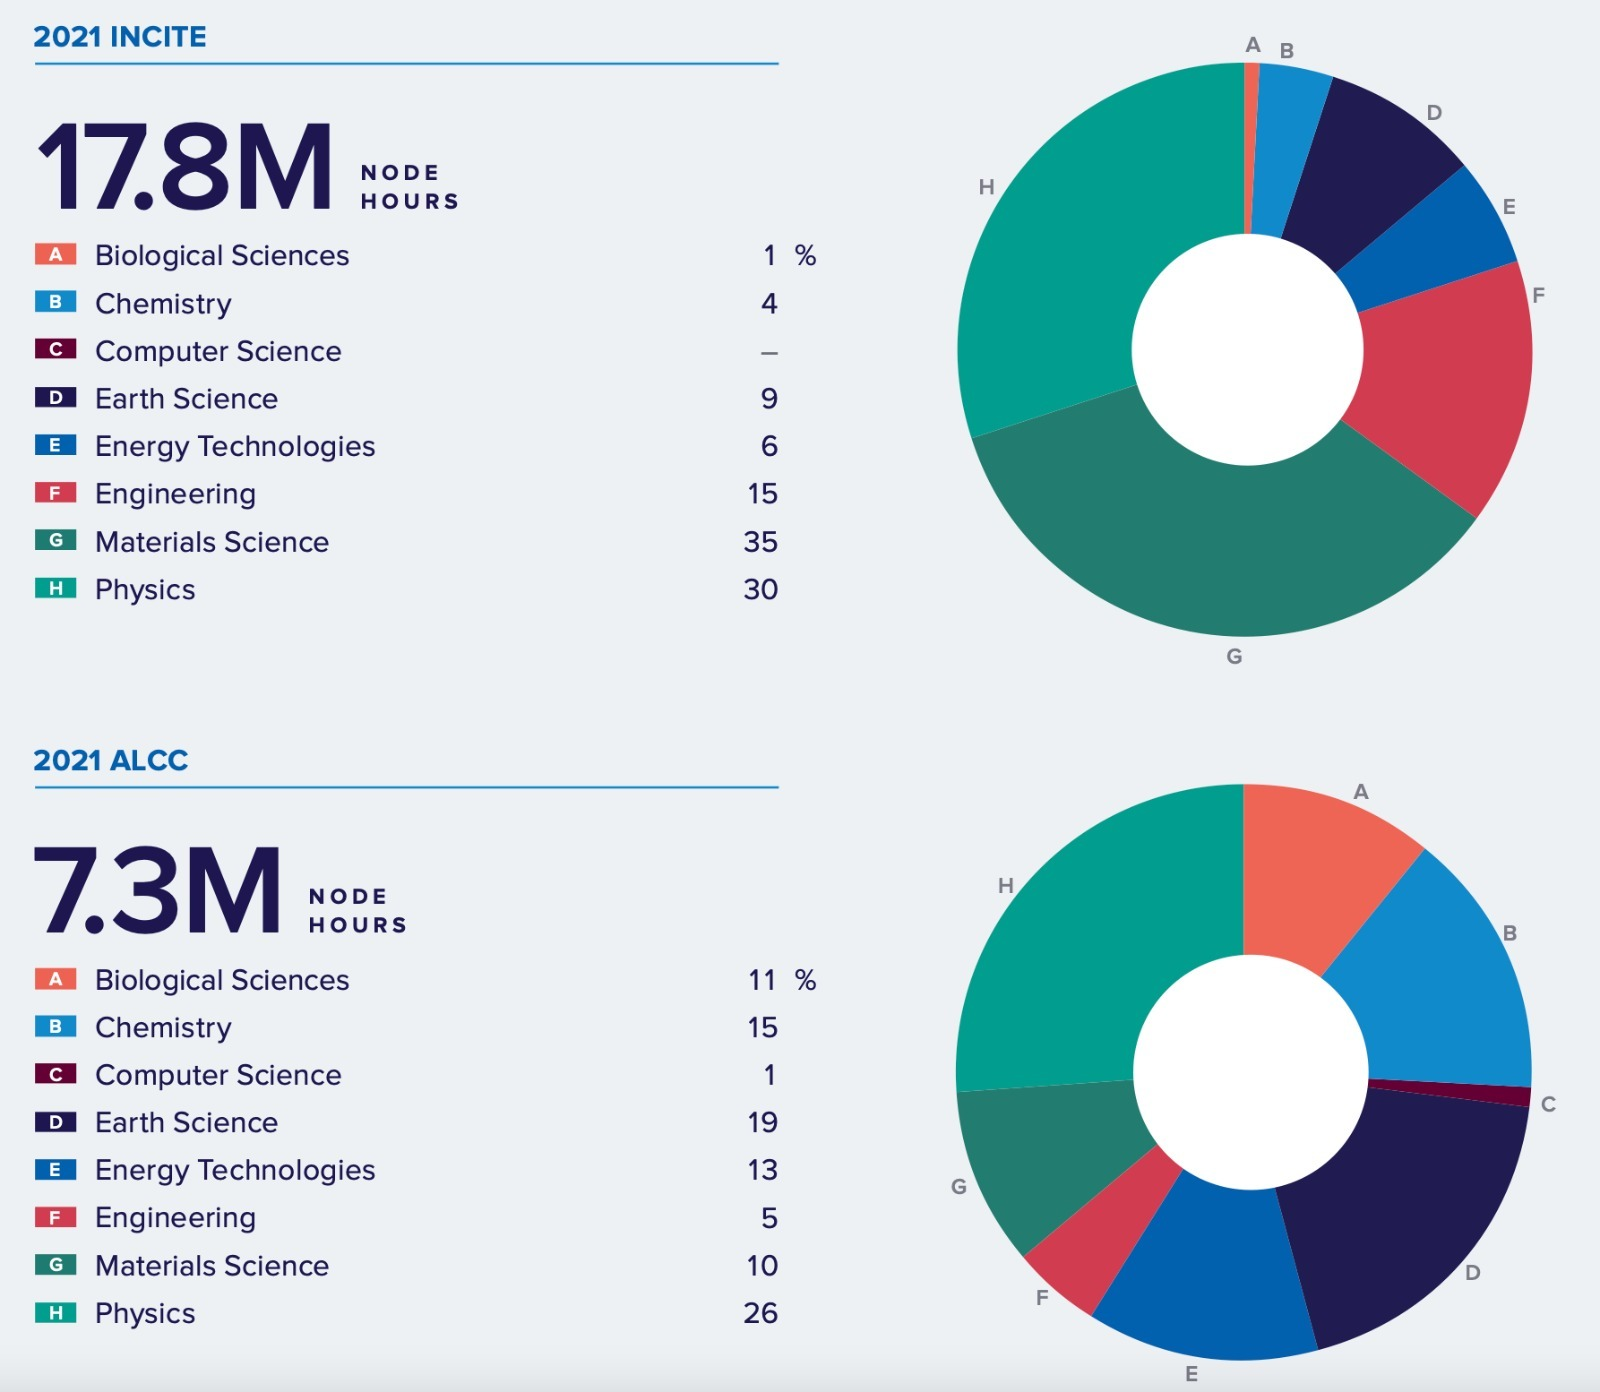 2021 INCITE
17.8M NODE HOURS
A Biological Sciences 1 %
B Chemistry 4
C Computer Science –
D Earth Science 9
E Energy Technologies 6
F Engineering 15
G Materials Science 35
H Physics 30
A
B
D
E
F
G
H
2021 ALCC
7.3M NODE HOURS
A Biological Sciences 11 %
B Chemistry 15
C Computer Science 1
D Earth Science 19
E Energy Technologies 13
F Engineering 5
G Materials Science 10
H Physics 26
A
B
C
D
E
F
G
H